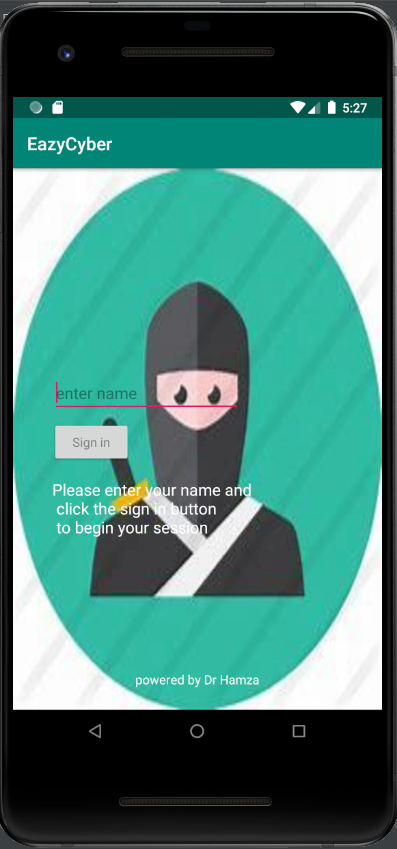 5:27
EazyCyber
enter name
Sign in
Please enter your name and
click the sign in button
to begin your session
powered by Dr Hamza